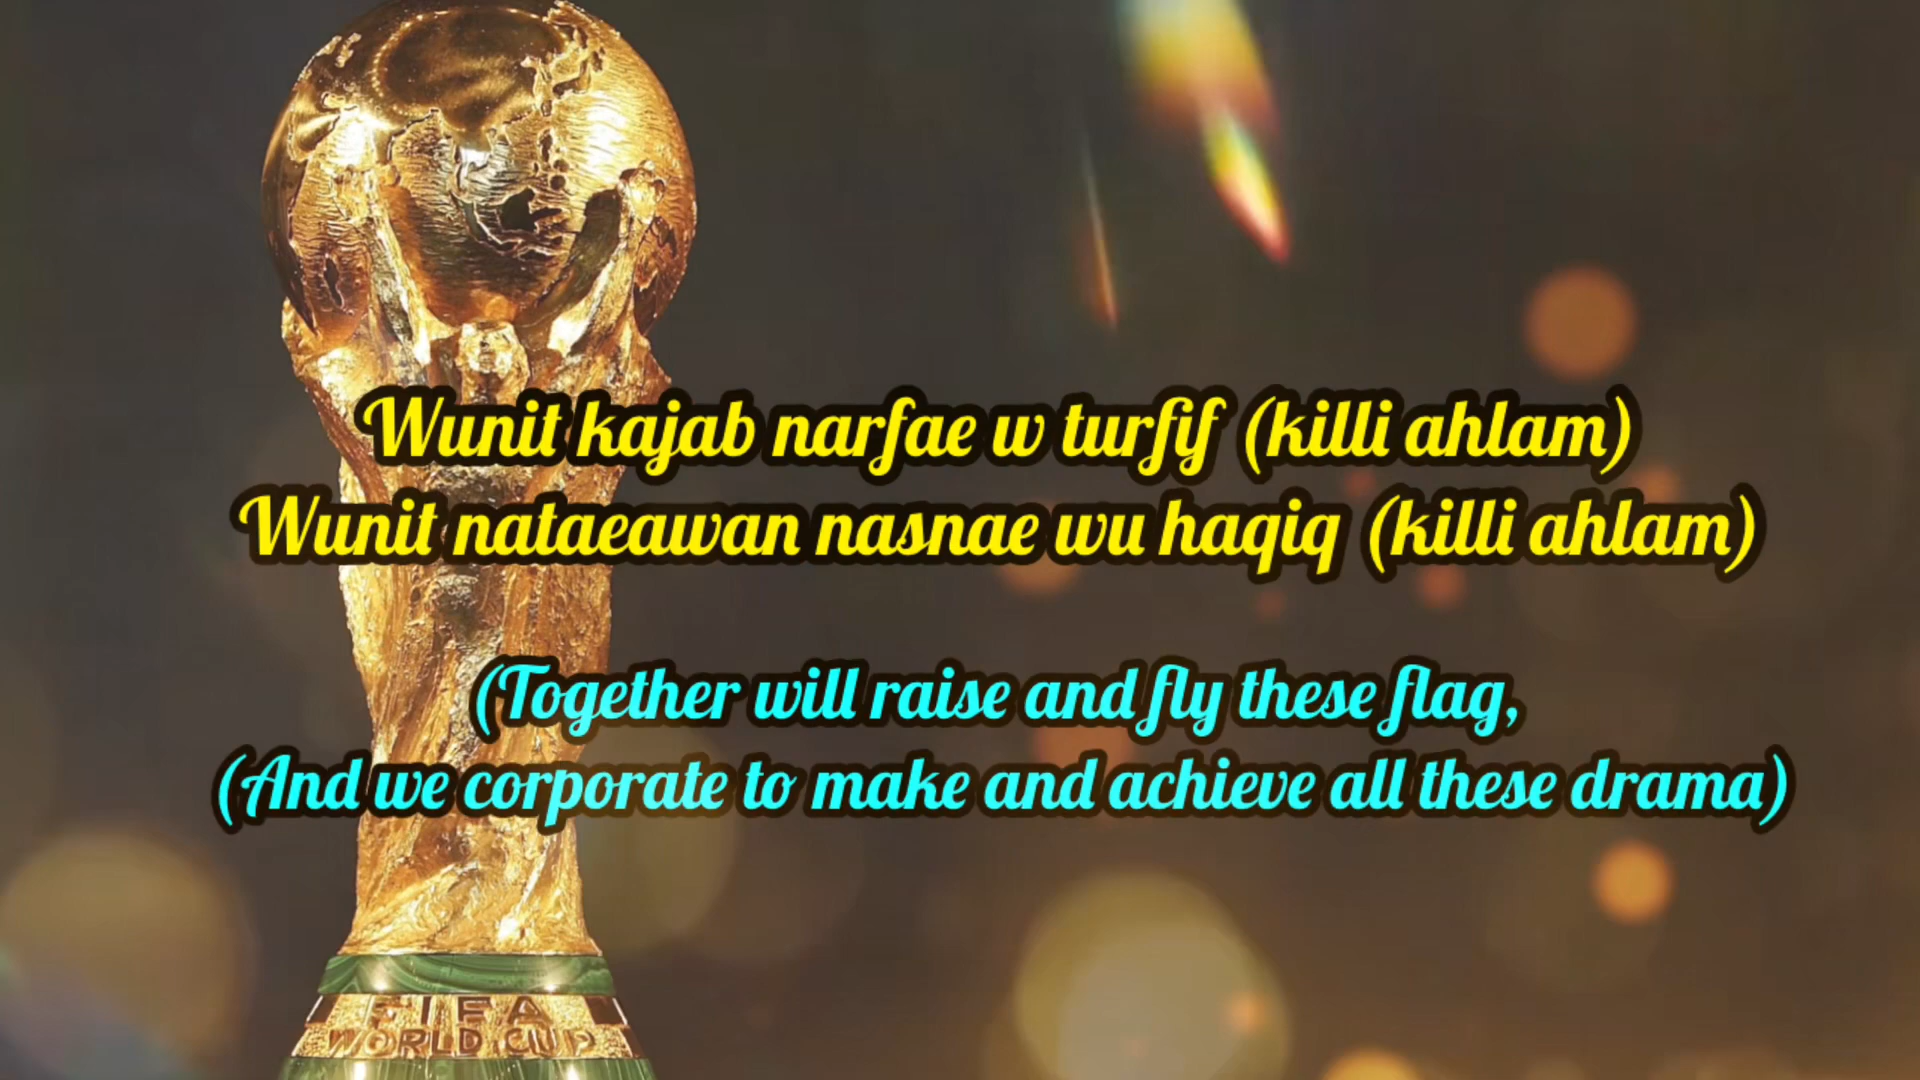 Wunit kajab narfae w turfif (killi ahlam)
Wunit nataeawan nasnae wu haqiq (killi ahlam)
(Together will raise and fly these flag,
(And we corporate to make and achieve all these drama)
FIFA
WORLD CUP